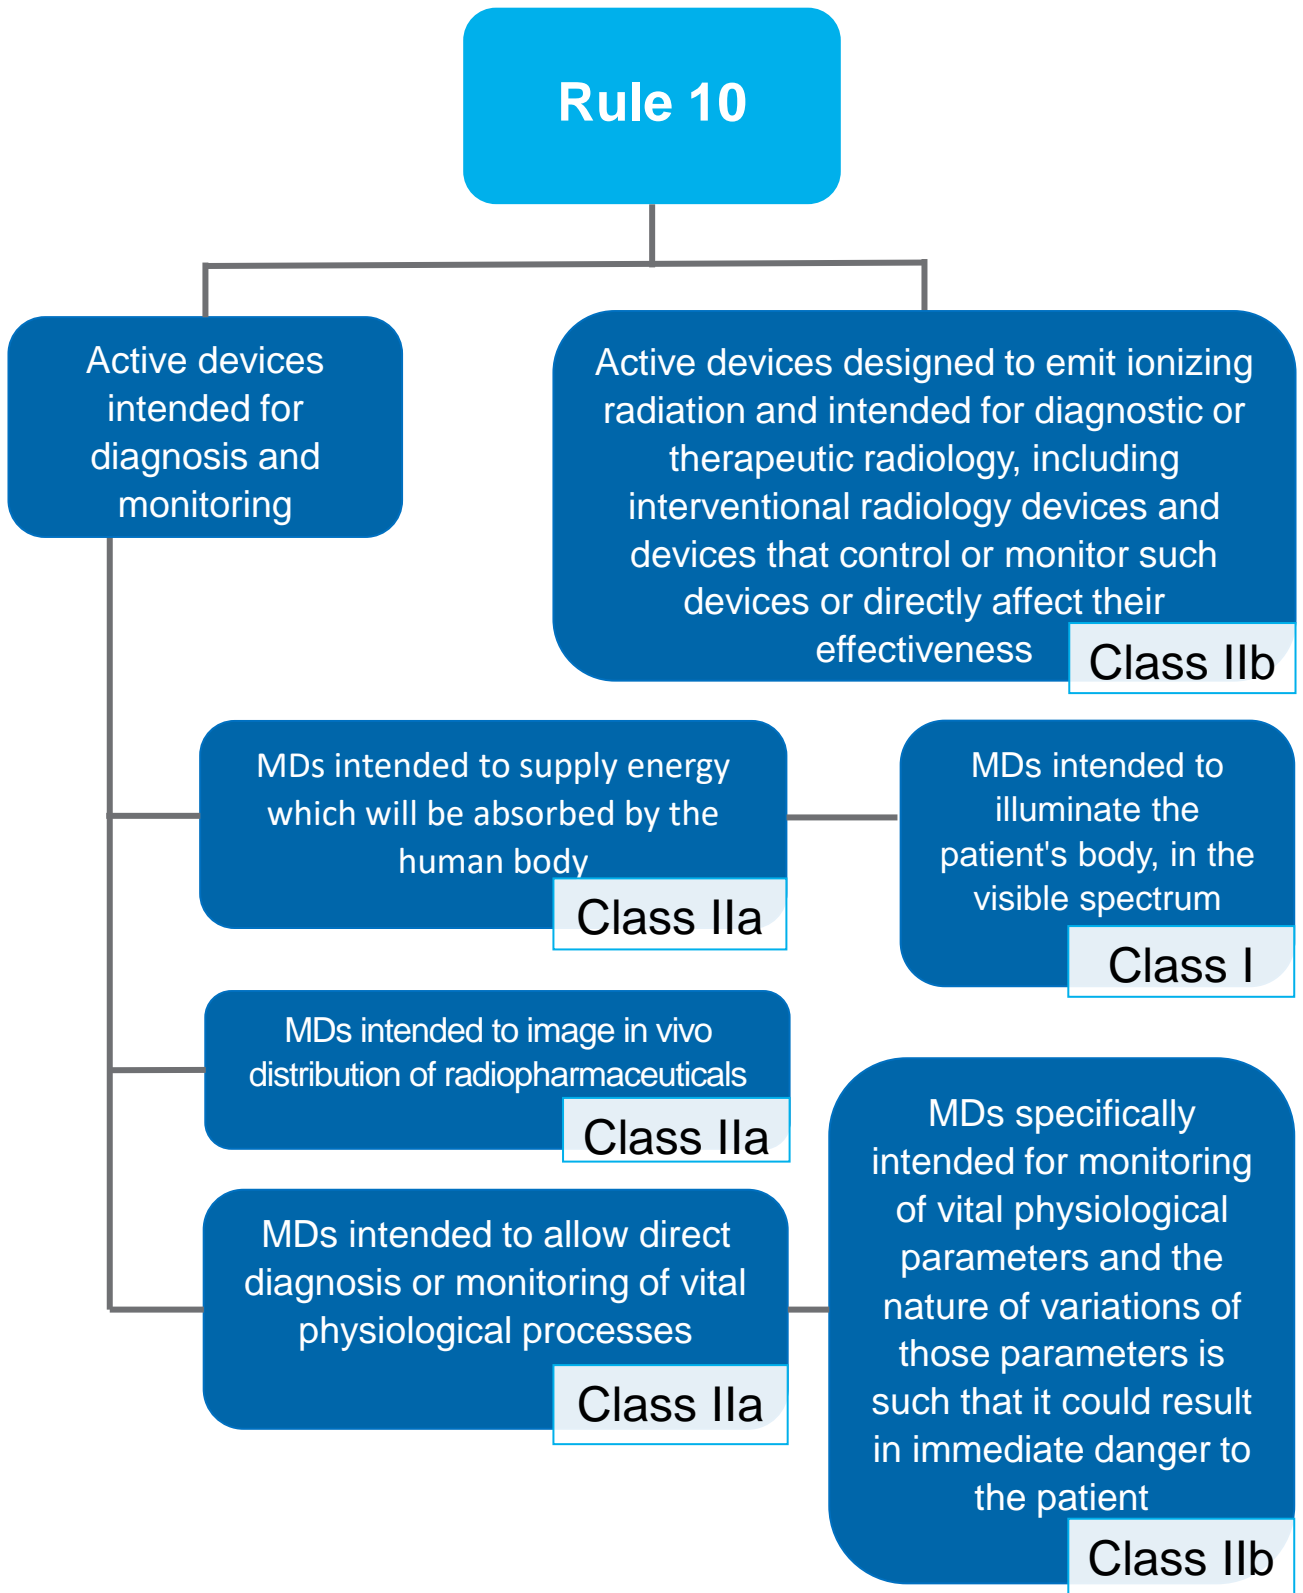 Rule 10
Active devices
intended for
diagnosis and
monitoring
Active devices designed to emit ionizing
radiation and intended for diagnostic or
therapeutic radiology, including
interventional radiology devices and
devices that control or monitor such
devices or directly affect their
effectiveness
Class IIb
MDs intended to supply energy
which will be absorbed by the
human body
Class IIa
MDs intended to
illuminate the
patient's body, in the
visible spectrum
Class I
MDs intended to image in vivo
distribution of radiopharmaceuticals
Class IIa
MDs intended to allow direct
diagnosis or monitoring of vital
physiological processes
Class IIa
MDs specifically
intended for monitoring
of vital physiological
parameters and the
nature of variations of
those parameters is
such that it could result
in immediate danger to
the patient
Class IIb